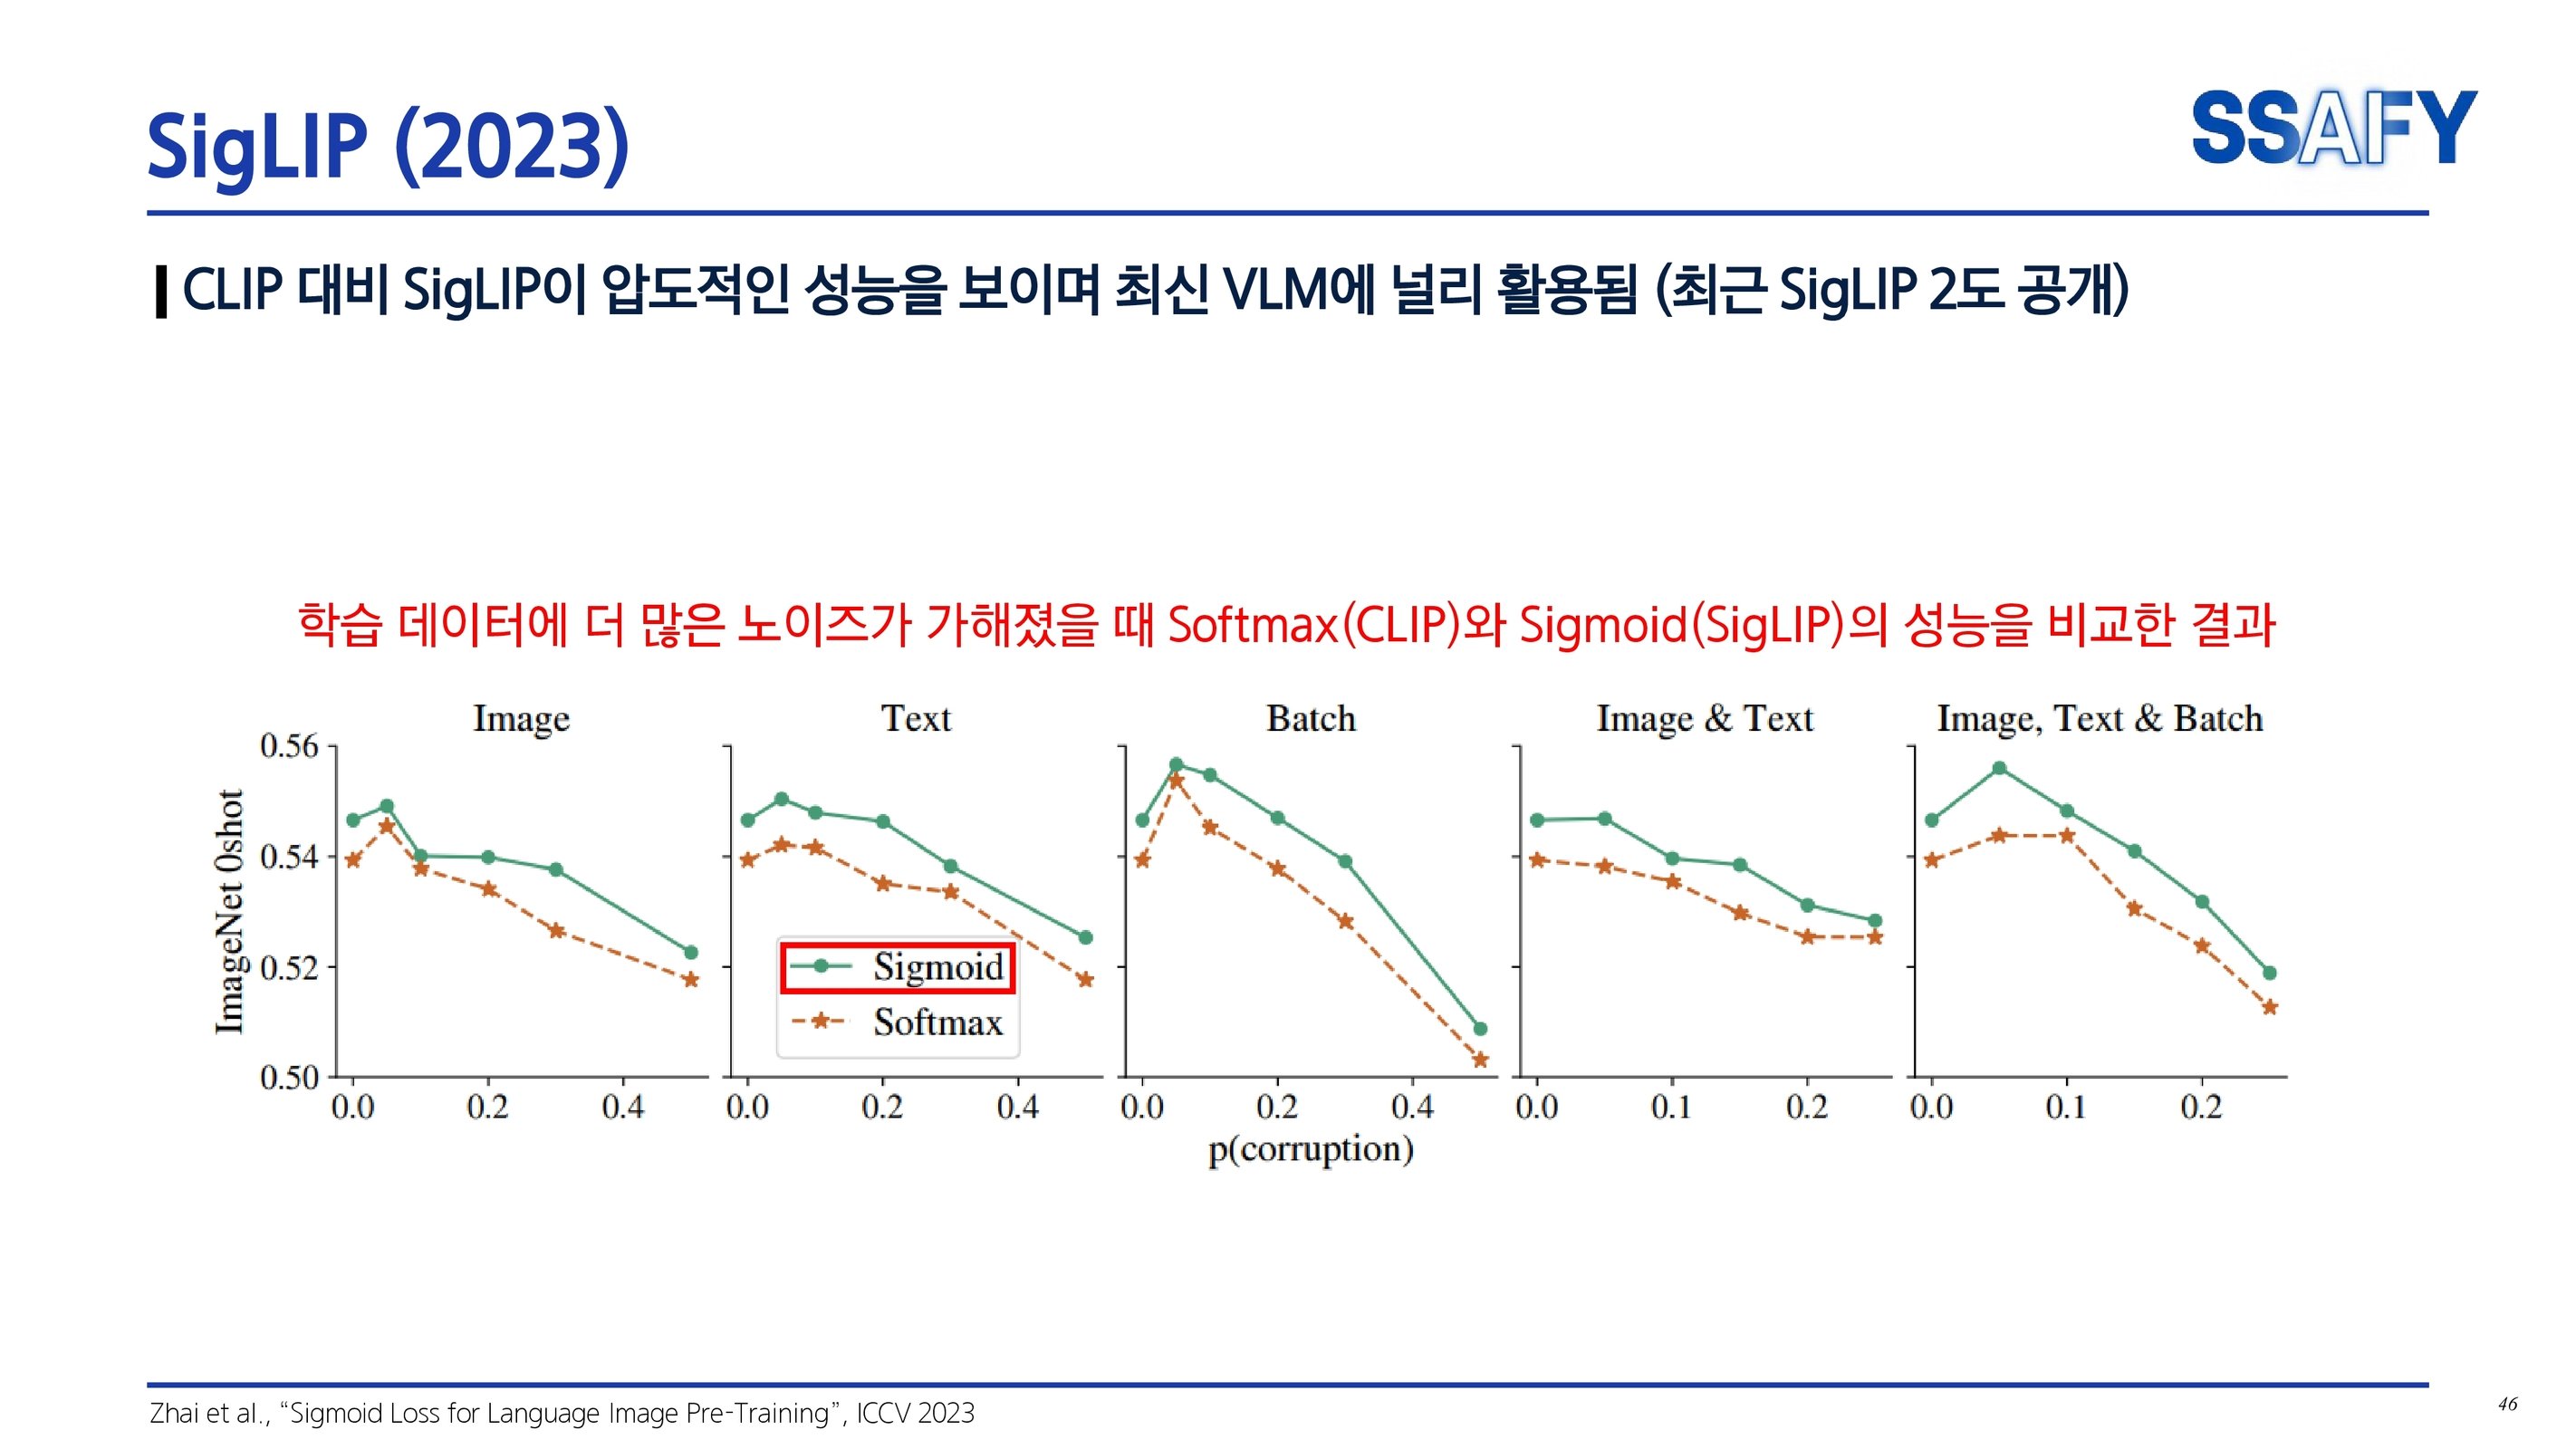 SigLIP (2023)
SSAFY
CLIP 대비 SigLIP이 압도적인 성능을 보이며 최신 VLM에 널리 활용됨 (최근 SigLIP 2도 공개)
학습 데이터에 더 많은 노이즈가 가해졌을 때 Softmax(CLIP)와 Sigmoid(SigLIP)의 성능을 비교한 결과
Image
Text
Batch
Image & Text
Image, Text & Batch
ImageNet 0shot
0.56
0.54
0.52
0.50
Sigmoid
Softmax
0.0 0.2 0.4
0.0 0.2 0.4
0.0 0.2 0.4
0.0 0.1 0.2
0.0 0.1 0.2
p(corruption)
Zhai et al., “Sigmoid Loss for Language Image Pre-Training”, ICCV 2023
46